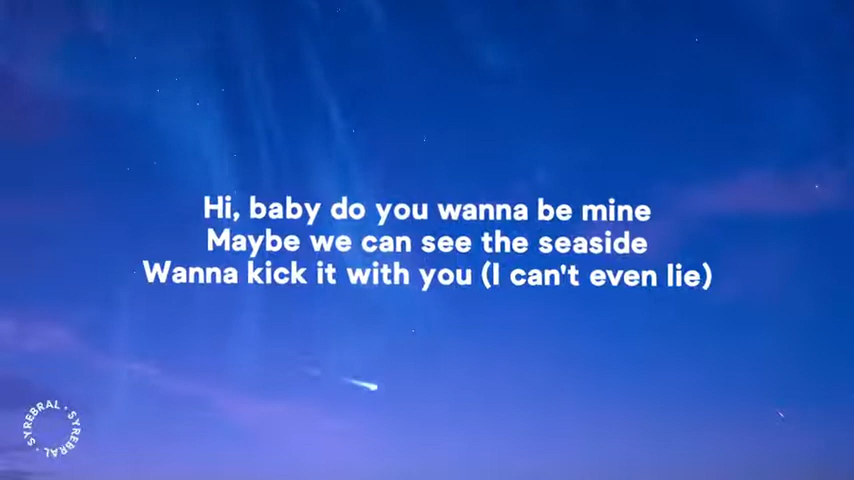 Hi, baby do you wanna be mine
Maybe we can see the seaside
Wanna kick it with you (I can't even lie)
SYREBRAL · SYREBRAL ·